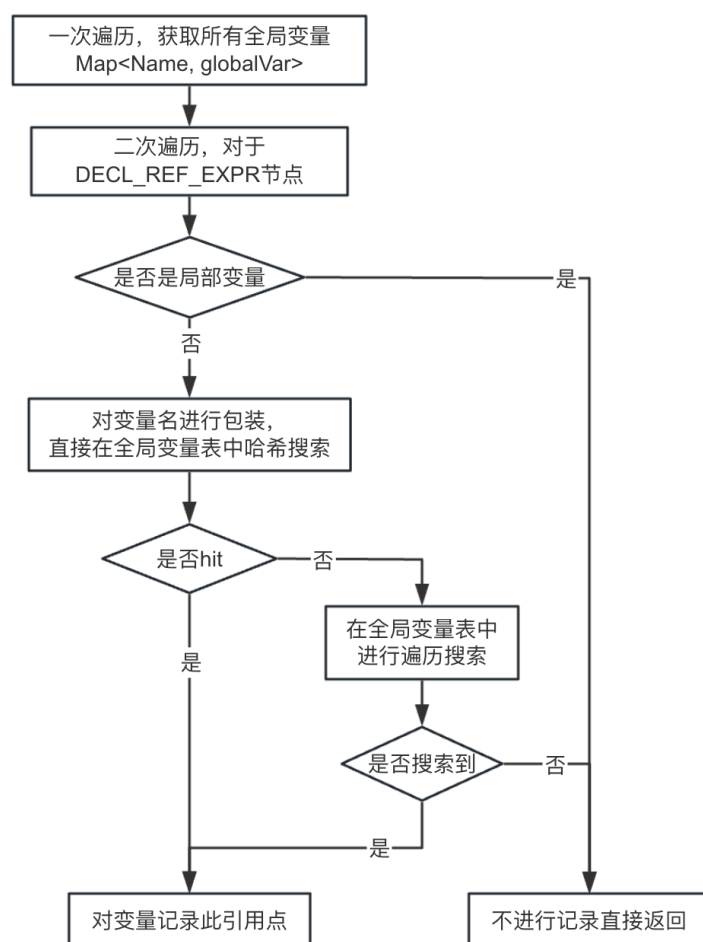 一次遍历，获取所有全局变量
Map<Name, globalVar>
二次遍历，对于
DECL_REF_EXPR节点
是否是局部变量
是
否
对变量名进行包装，
直接在全局变量表中哈希搜索
是否hit
否
在全局变量表中
进行遍历搜索
是
是否搜索到
否
是
对变量记录此引用点
不进行记录直接返回